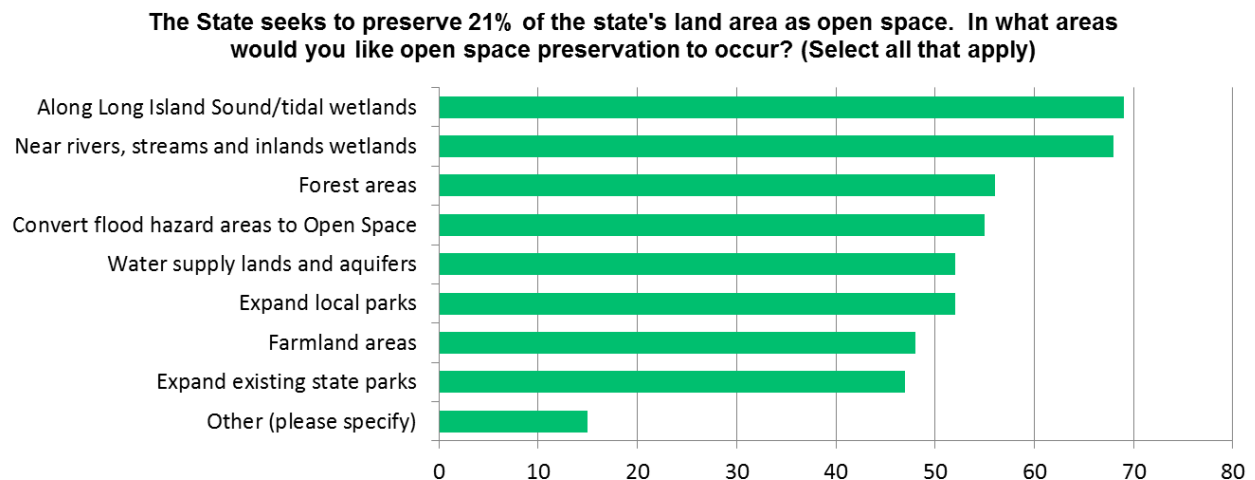 The State seeks to preserve 21% of the state's land area as open space.  In what areas
would you like open space preservation to occur? (Select all that apply)
Along Long Island Sound/tidal wetlands
Near rivers, streams and inlands wetlands
Forest areas
Convert flood hazard areas to Open Space
Water supply lands and aquifers
Expand local parks
Farmland areas
Expand existing state parks
Other (please specify)
0 10 20 30 40 50 60 70 80